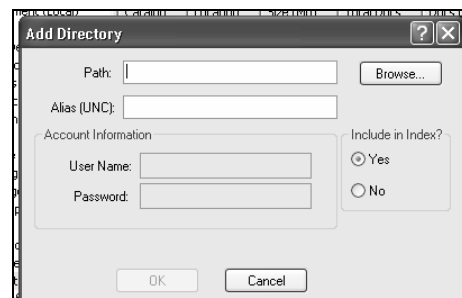 Add Directory
Path:
Browse...
Alias (UNC):
Account Information
Include in Index?
User Name:
Yes
Password:
No
OK
Cancel